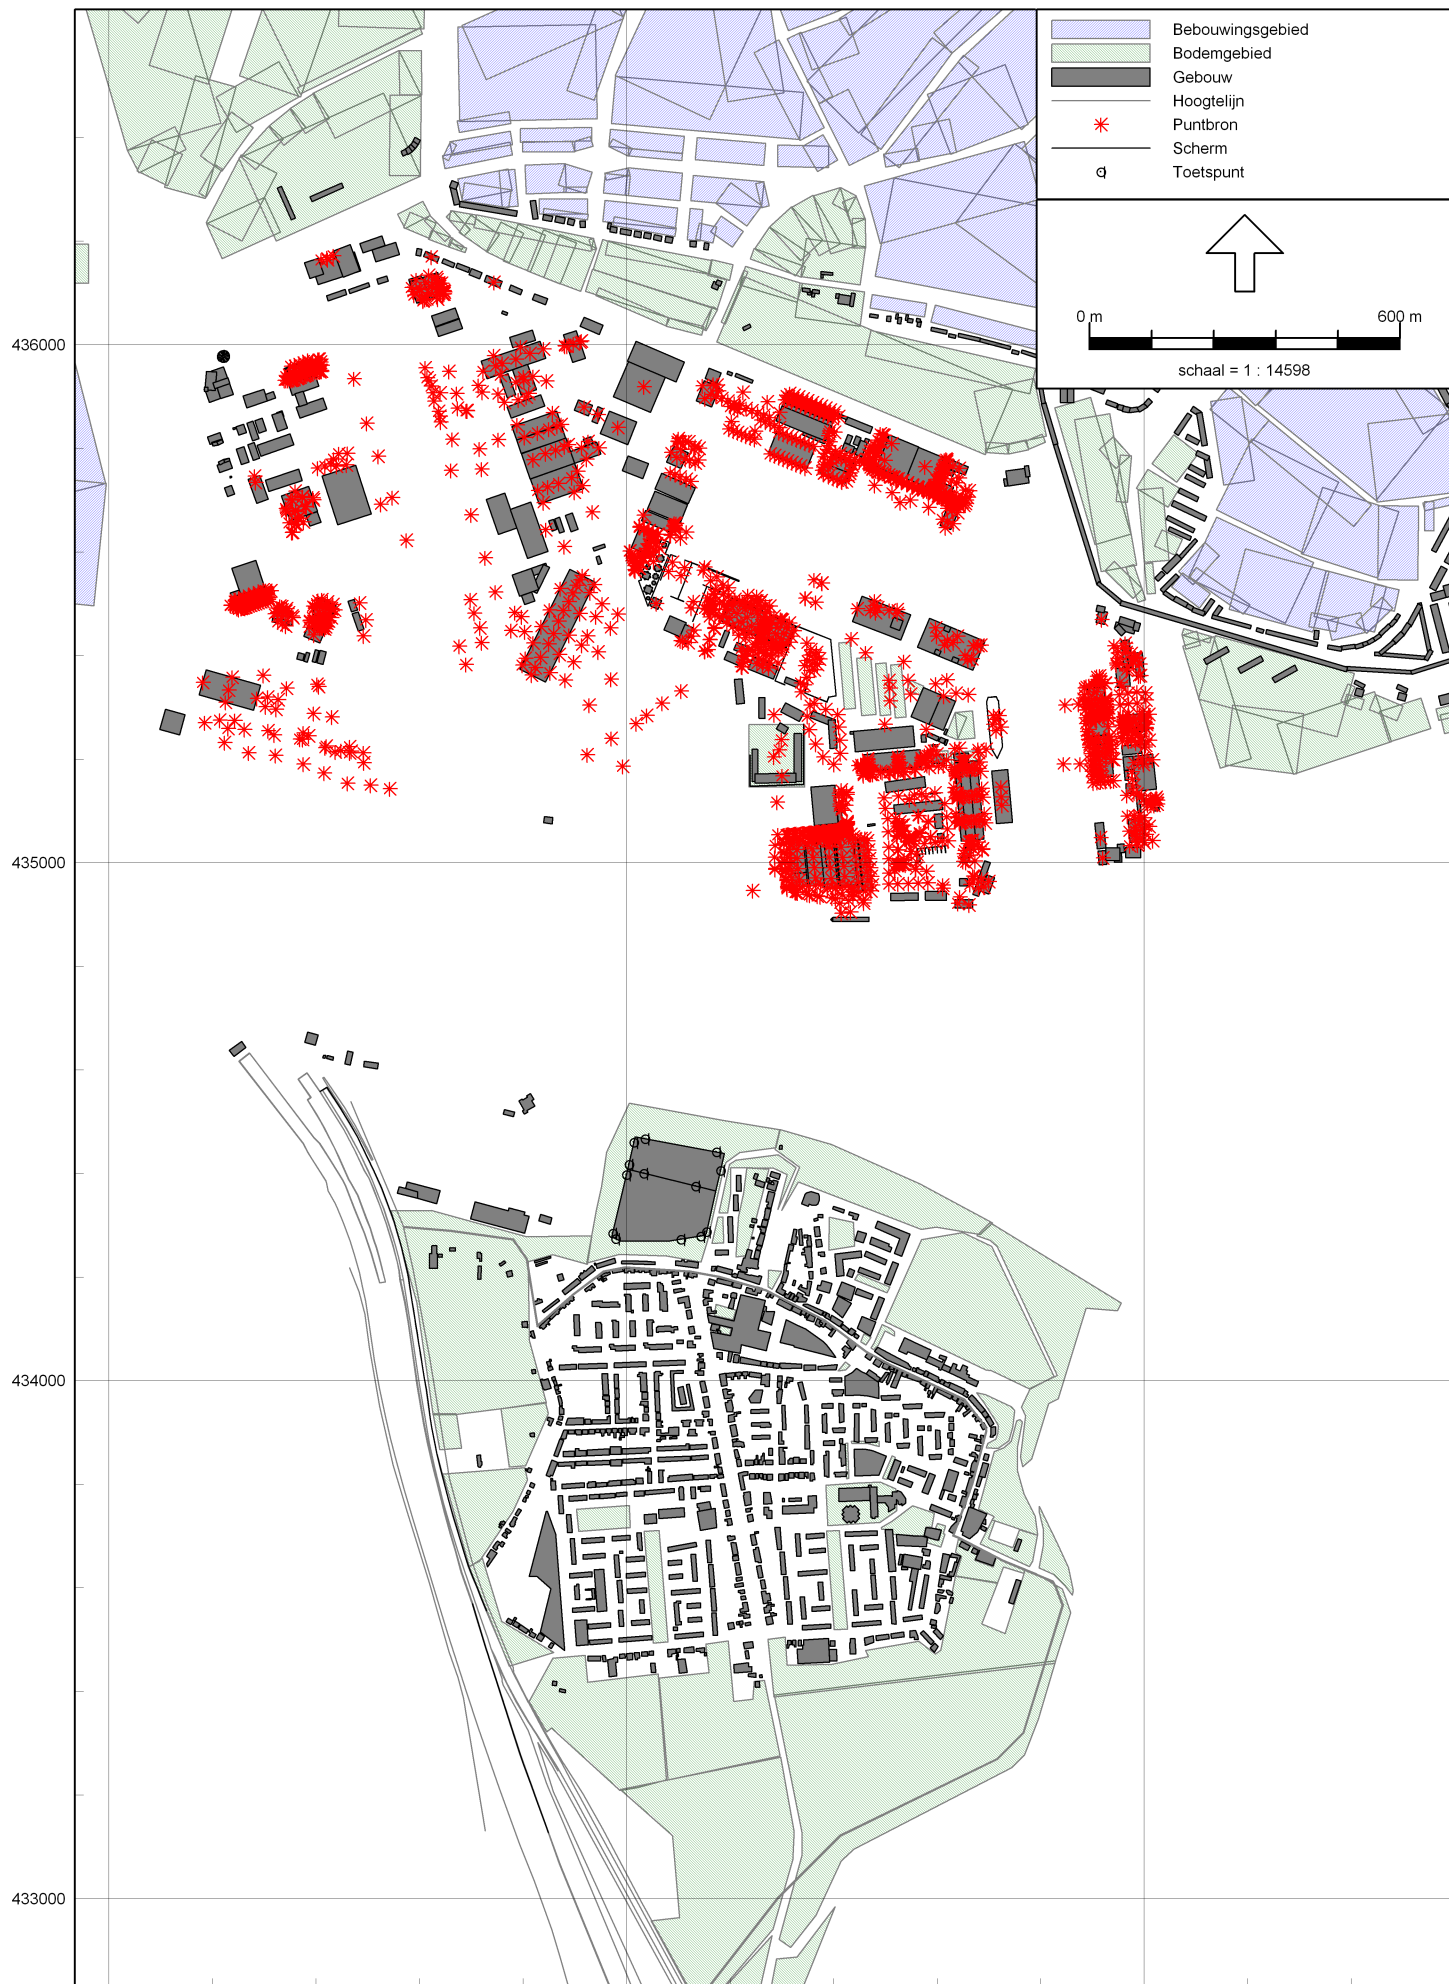 Bebouwingsgebied
Bodemgebied
Gebouw
Hoogtelijn
Puntbron
Scherm
Toetspunt
0 m 600 m
schaal = 1 : 14598
436000
435000
434000
433000